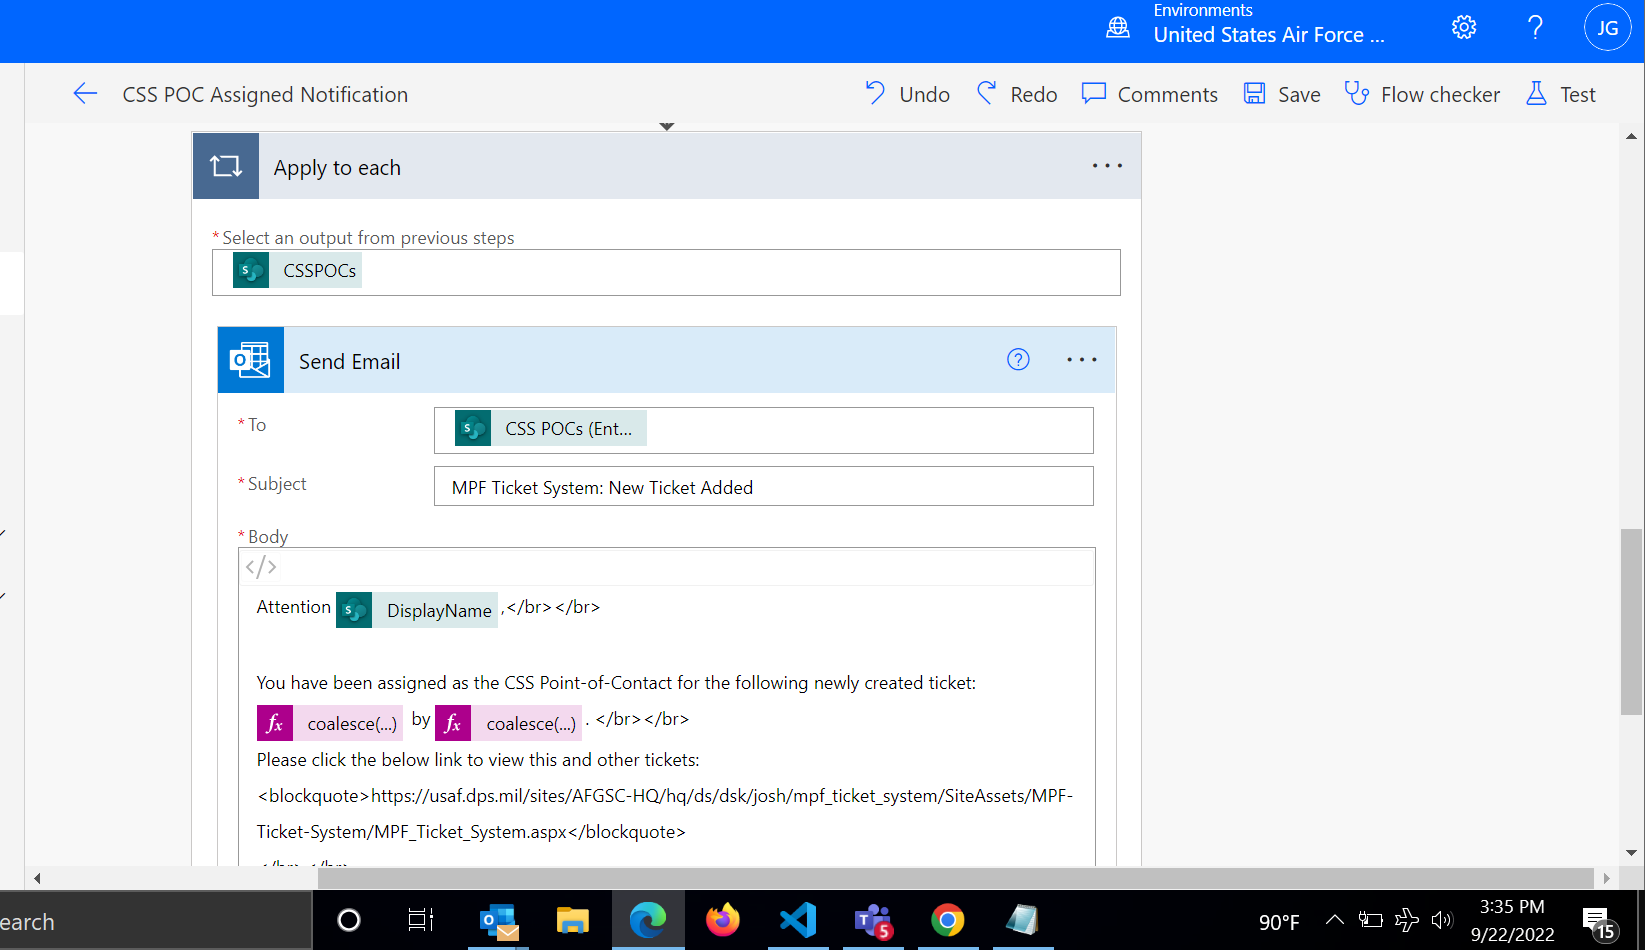 Environments
United States Air Force ...
JG
CSS POC Assigned Notification
Undo
Redo
Comments
Save
Flow checker
Test
Apply to each
...
* Select an output from previous steps
S CSSPOCs
Send Email
?
...
* To
S CSS POCs (Ent...
* Subject
MPF Ticket System: New Ticket Added
* Body
</>
Attention S DisplayName ,</br></br>
You have been assigned as the CSS Point-of-Contact for the following newly created ticket:
fx coalesce(...) by fx coalesce(...) . </br></br>
Please click the below link to view this and other tickets:
<blockquote>https://usaf.dps.mil/sites/AFGSC-HQ/hq/ds/dsk/josh/mpf_ticket_system/SiteAssets/MPF-
Ticket-System/MPF_Ticket_System.aspx</blockquote>
earch
5
90°F
3:35 PM
9/22/2022
15